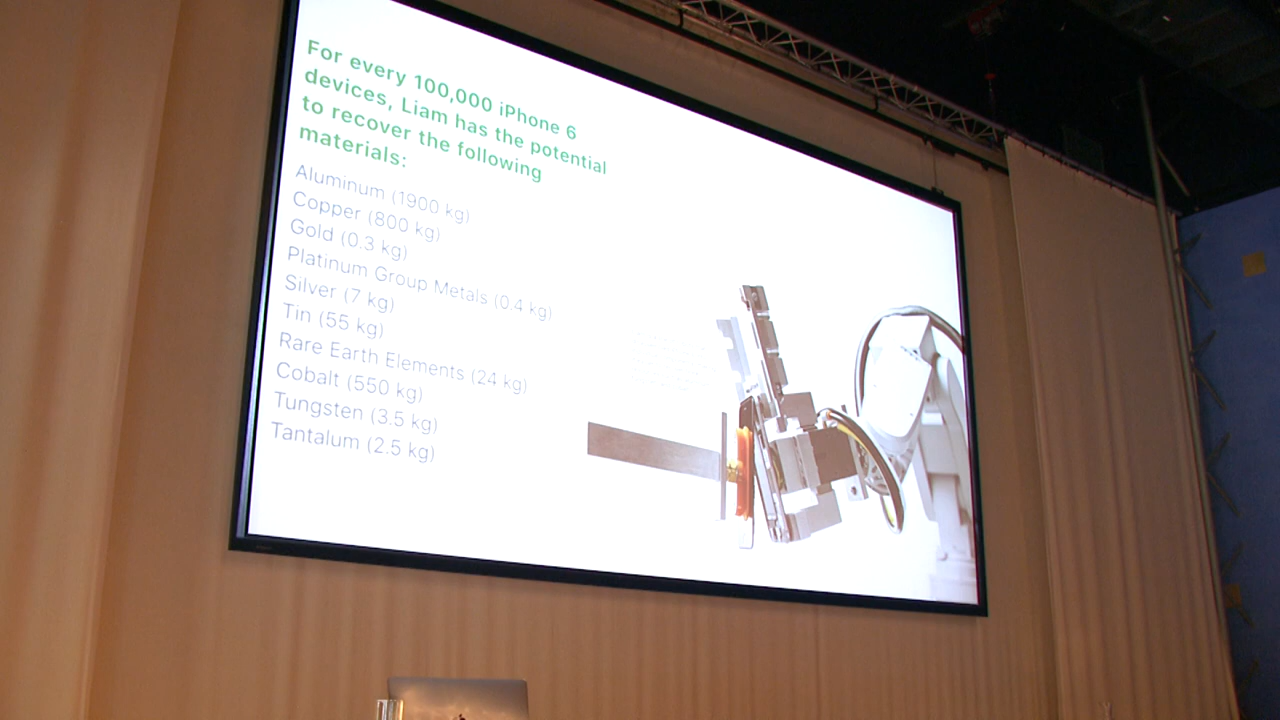 For every 100,000 iPhone 6
devices, Liam has the potential
to recover the following
materials:
Aluminum (1900 kg)
Copper (800 kg)
Gold (0.3 kg)
Platinum Group Metals (0.4 kg)
Silver (7 kg)
Tin (55 kg)
Rare Earth Elements (24 kg)
Cobalt (550 kg)
Tungsten (3.5 kg)
Tantalum (2.5 kg)